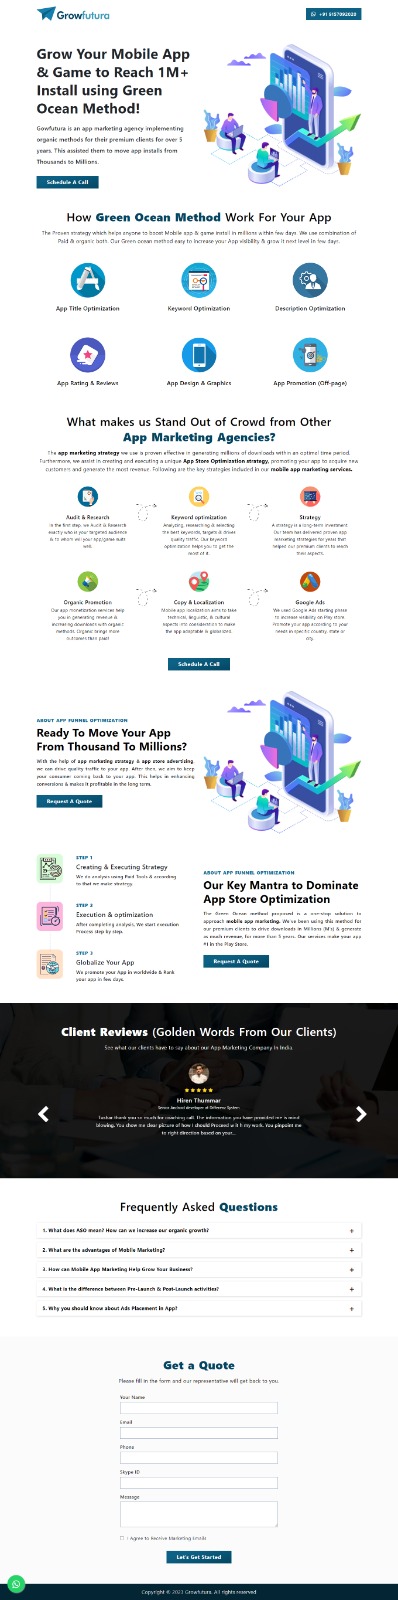 Growfutura
+91 9157092020
Grow Your Mobile App
& Game to Reach 1M+
Install using Green
Ocean Method!
Gowfutura is an app marketing agency implementing
organic methods for their premium clients for over 5
years. This assisted them to move app installs from
Thousands to Millions.
Schedule A Call
How Green Ocean Method Work For Your App
The Proven strategy which helps anyone to boost Mobile app & game install in millions within few days. We use combination of
Paid & organic both. Our Green ocean method easy to increase your App visibility & grow it next level in few days.
App Title Optimization
Keyword Optimization
Description Optimization
App Rating & Reviews
App Design & Graphics
App Promotion (Off-page)
What makes us Stand Out of Crowd from Other
App Marketing Agencies?
The app marketing strategy we use is proven effective in generating millions of downloads within an optimal time period.
Furthermore, we assist in creating and executing a unique App Store Optimization strategy, promoting your app to acquire new
customers and generate the most revenue. Following are the key strategies included in our mobile app marketing services.
Audit & Research
In the first step, we Audit & Research
exactly who is your targeted audience
& to whom will your app/game suit
well.
Keyword optimization
Analyzing, researching & selecting
the best keywords, targets & drives
quality traffic. Our keyword
optimization helps you to get the
most of it.
Strategy
A strategy is a long-term investment.
Our team has delivered proven app
marketing strategies for years that
helped our premium clients to reach
their aspects.
Organic Promotion
Our app monetization services help
you in generating revenue &
increasing downloads with organic
methods. Organic brings more
outcomes than paid!
Copy & Localization
Mobile app localization aims to take
technical, linguistic, & cultural
aspects into consideration to make
the app adaptable & globalized.
Google Ads
We used Google Ads starting phase
to increase visibility on Play store.
Promote your app according to your
needs in specific country, state or
city.
Schedule A Call
ABOUT APP FUNNEL OPTIMIZATION
Ready To Move Your App
From Thousand To Millions?
With the help of app marketing strategy & app store advertizing,
we can drive quality traffic to your app. After then, we aim to keep
your consumer coming back to your app. This helps in enhancing
conversions & makes it profitable in the long term.
Request A Quote
STEP 1
Creating & Executing Strategy
We do analysis using Paid Tools & according
to that we make strategy.
STEP 2
Execution & optimization
After completing analysis, We start execution
Process step by step.
STEP 3
Globalize Your App
We promote your App in worldwide & Rank
your app in few days.
ABOUT APP FUNNEL OPTIMIZATION
Our Key Mantra to Dominate
App Store Optimization
The Green Ocean method proposed is a one-stop solution to
approach mobile app marketing. We've been using this method for
our premium clients to drive downloads in Millions (M's) & generate
as much revenue, for more than 5 years. Our services make your app
#1 in the Play Store.
Request A Quote
Client Reviews (Golden Words From Our Clients)
See what our clients have to say about our App Marketing Company In India.
Hiren Thummar
Senior Android developer at Differenz System
Tushar thank you so much for coaching call. The information you have provided me is mind
blowing. You show me clear picture of how I should Proceed with my work. You pinpoint me
to right direction based on your...
Frequently Asked Questions
1. What does ASO mean? How can we increase our organic growth? +
2. What are the advantages of Mobile Marketing? +
3. How can Mobile App Marketing Help Grow Your Business? +
4. What is the difference between Pre-Launch & Post-Launch activities? +
5. Why you should know about Ads Placement in App? +
Get a Quote
Please fill in the form and our representative will get back to you.
Your Name
Email
Phone
Skype ID
Message
I Agree to Receive Marketing Emails
Let's Get Started
Copyright © 2023 Growfutura. All rights reserved